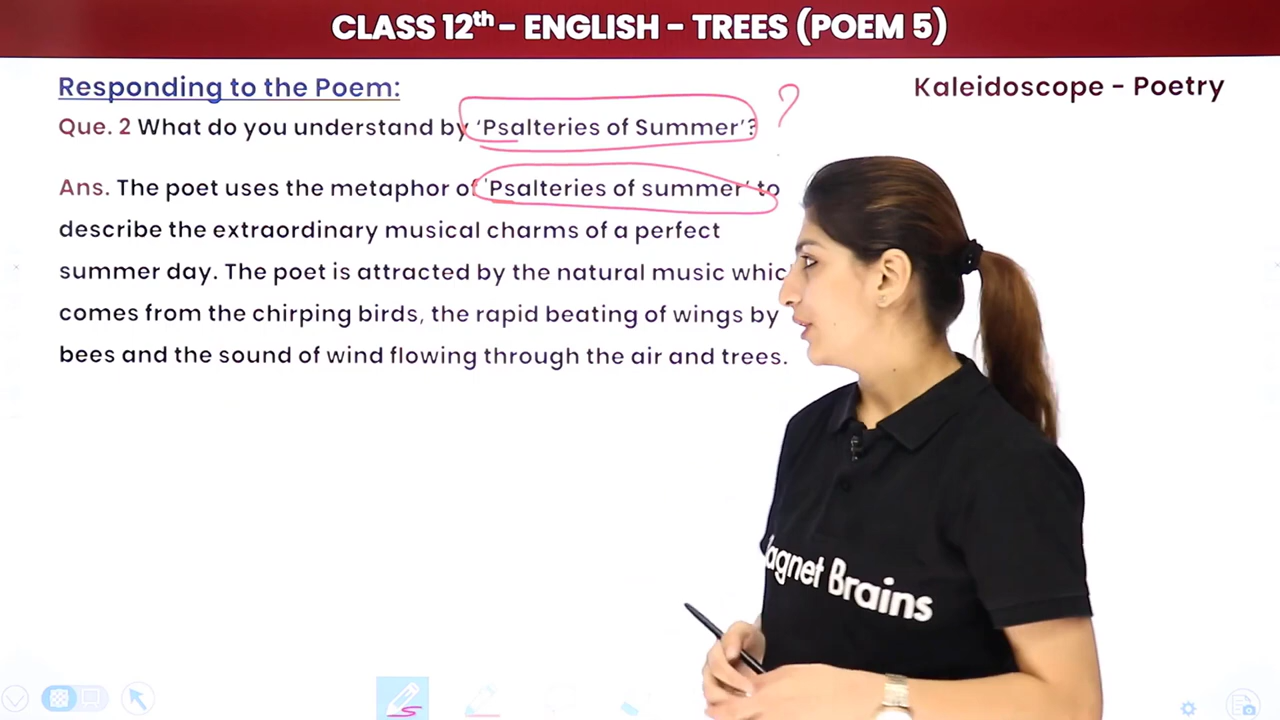 CLASS 12th – ENGLISH – TREES (POEM 5)
Responding to the Poem:
Kaleidoscope – Poetry
Que. 2 What do you understand by 'Psalteries of Summer'?
?
Ans. The poet uses the metaphor of 'Psalteries of summer' to
describe the extraordinary musical charms of a perfect
summer day. The poet is attracted by the natural music
comes from the chirping birds, the rapid beating of wings by
bees and the sound of wind flowing through the air and trees.
Brains